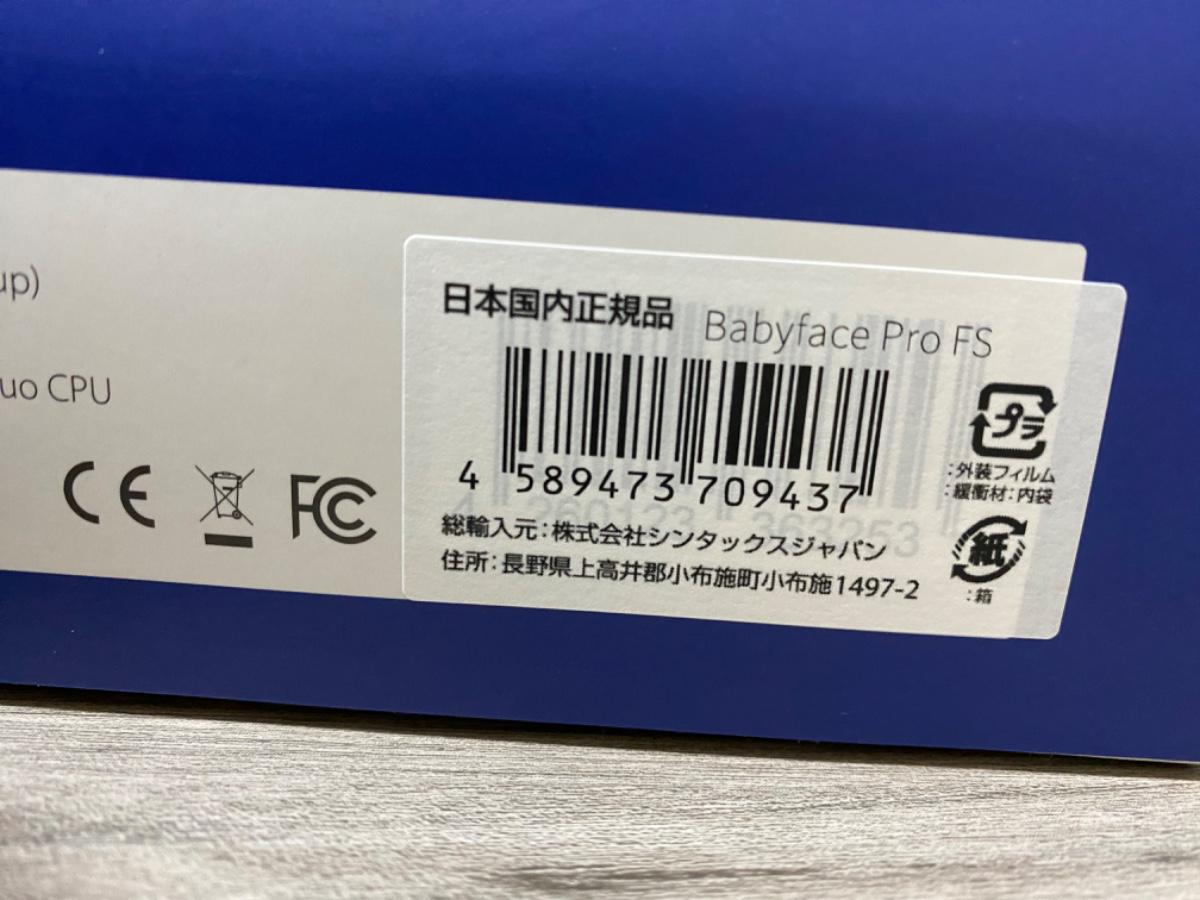 up)
uo CPU
CE FC
日本国内正規品 Babyface Pro FS
4 589473 709437
プラ
:外装フィルム
:緩衝材:内袋
総輸入元:株式会社シンタックスジャパン
住所:長野県上高井郡小布施町小布施1497-2
紙
:箱